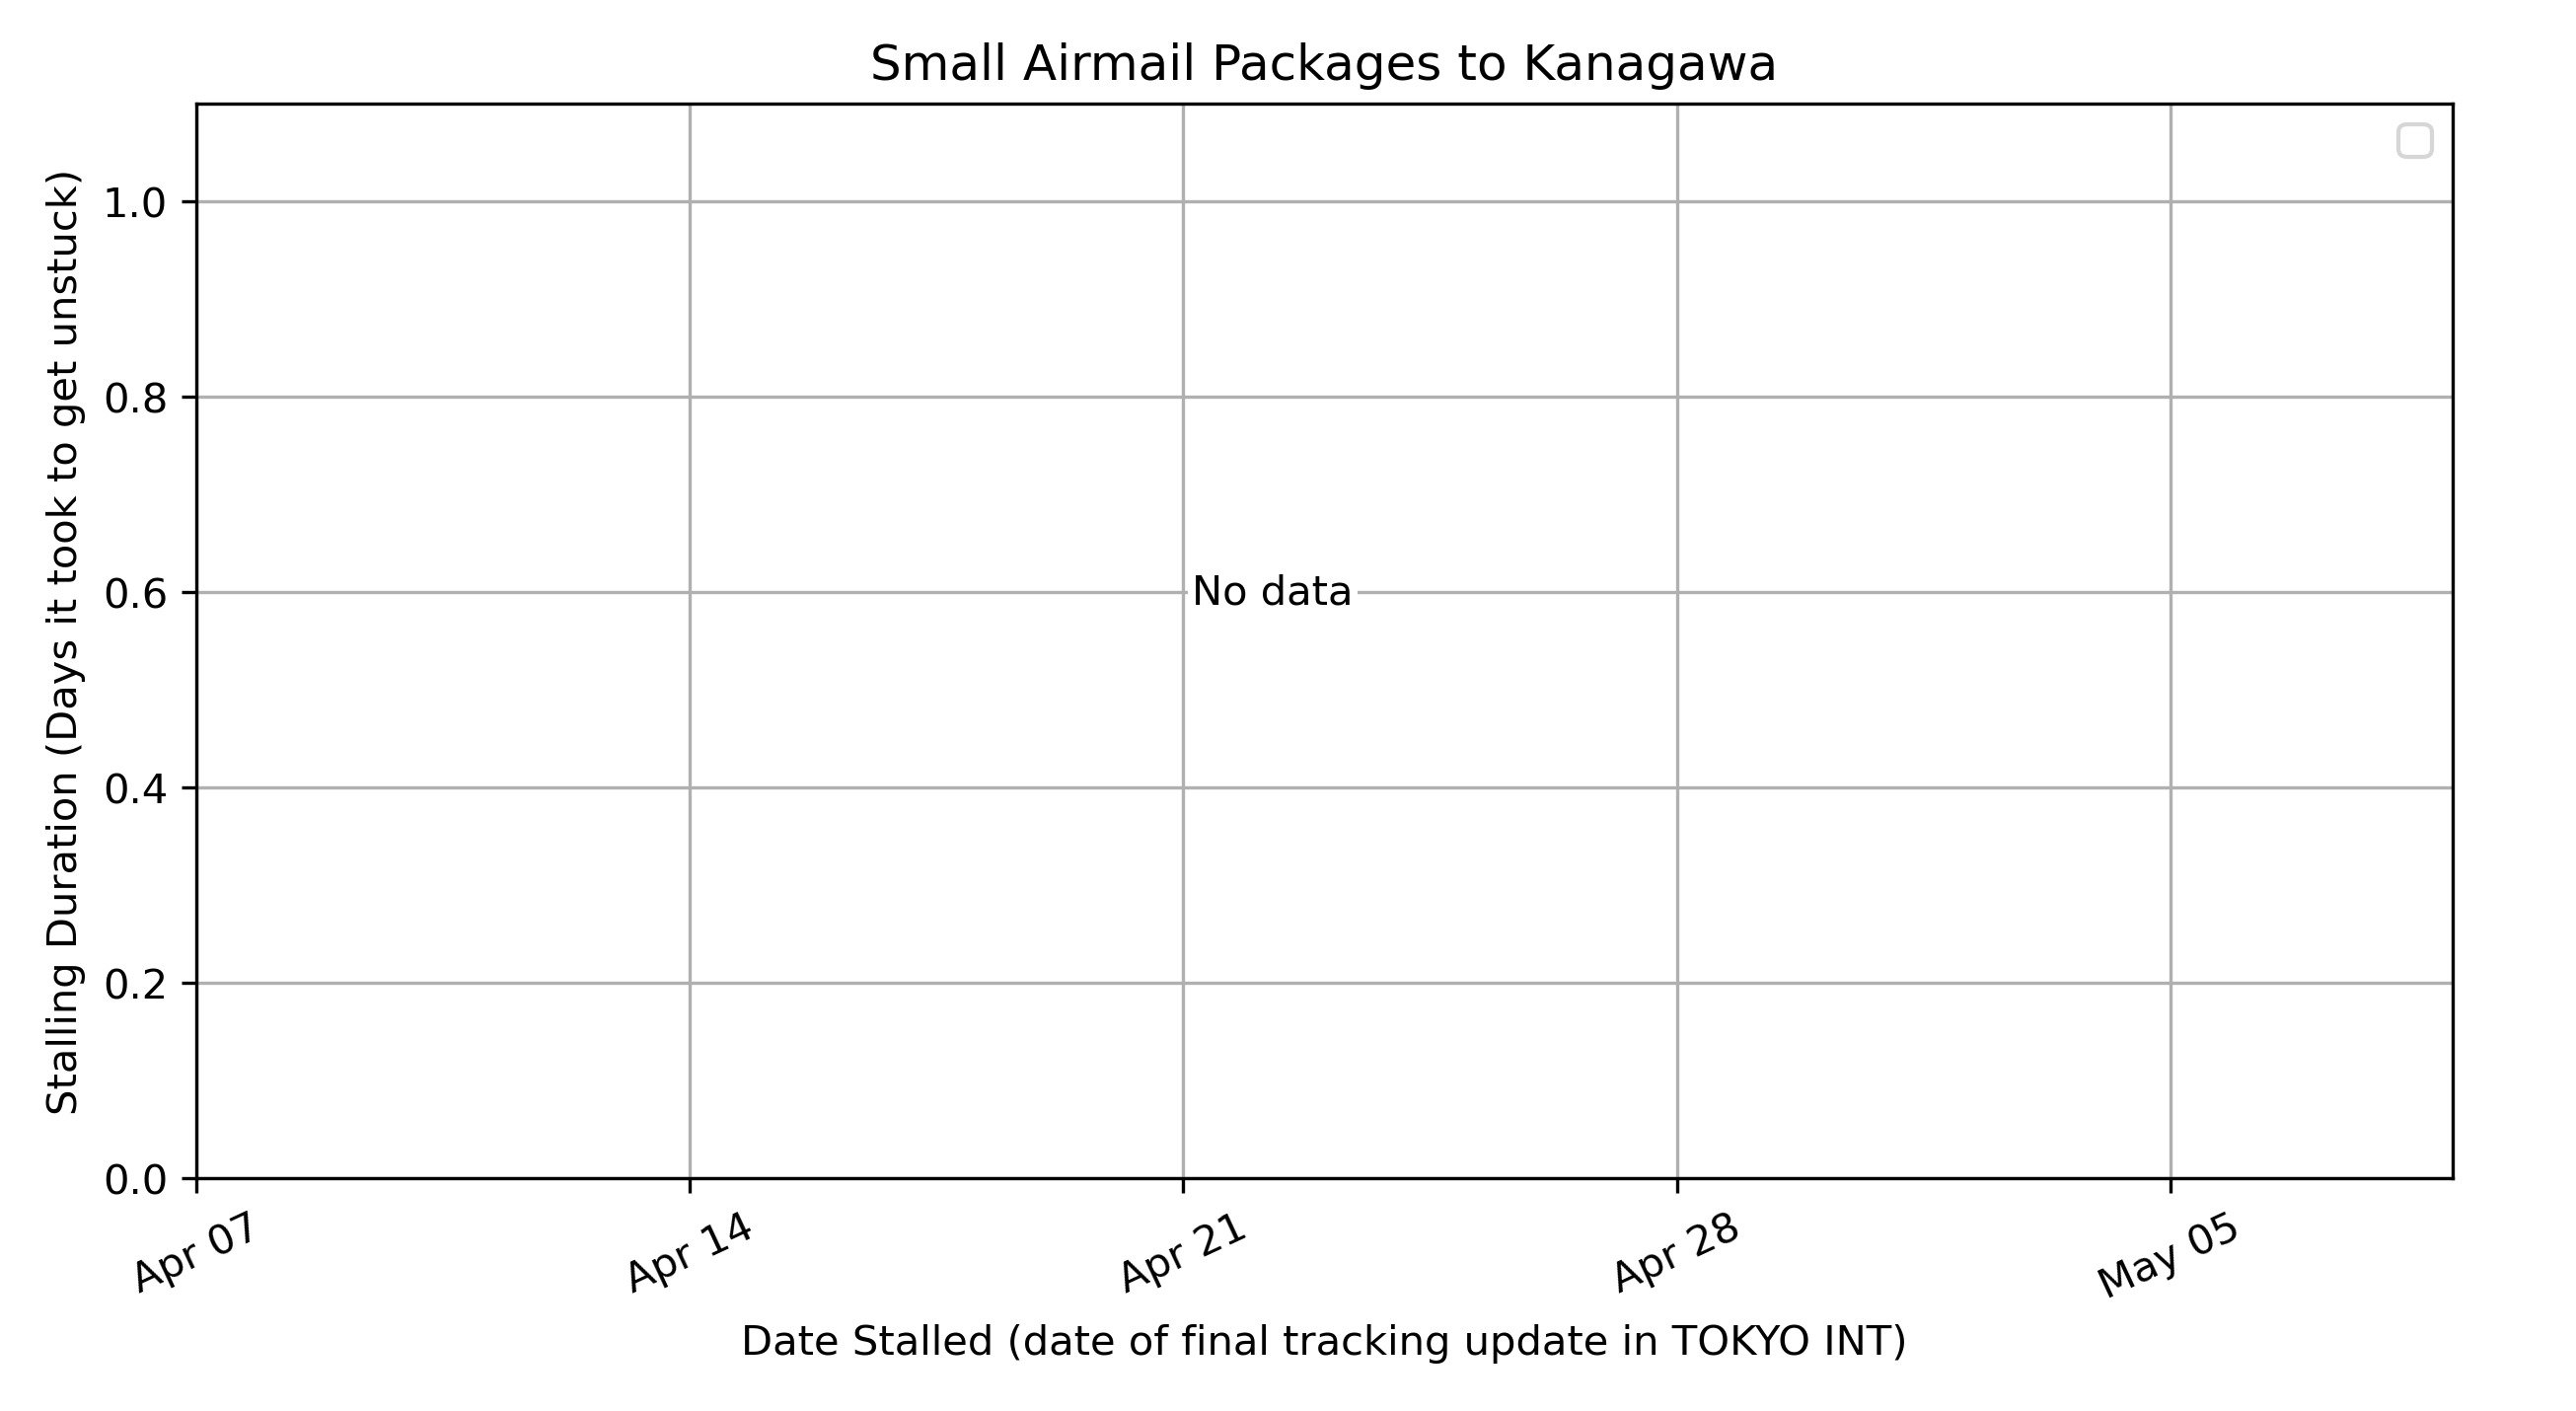 Small Airmail Packages to Kanagawa
Stalling Duration (Days it took to get unstuck)
1.0
0.8
0.6
0.4
0.2
0.0
No data
Apr 07
Apr 14
Apr 21
Apr 28
May 05
Date Stalled (date of final tracking update in TOKYO INT)